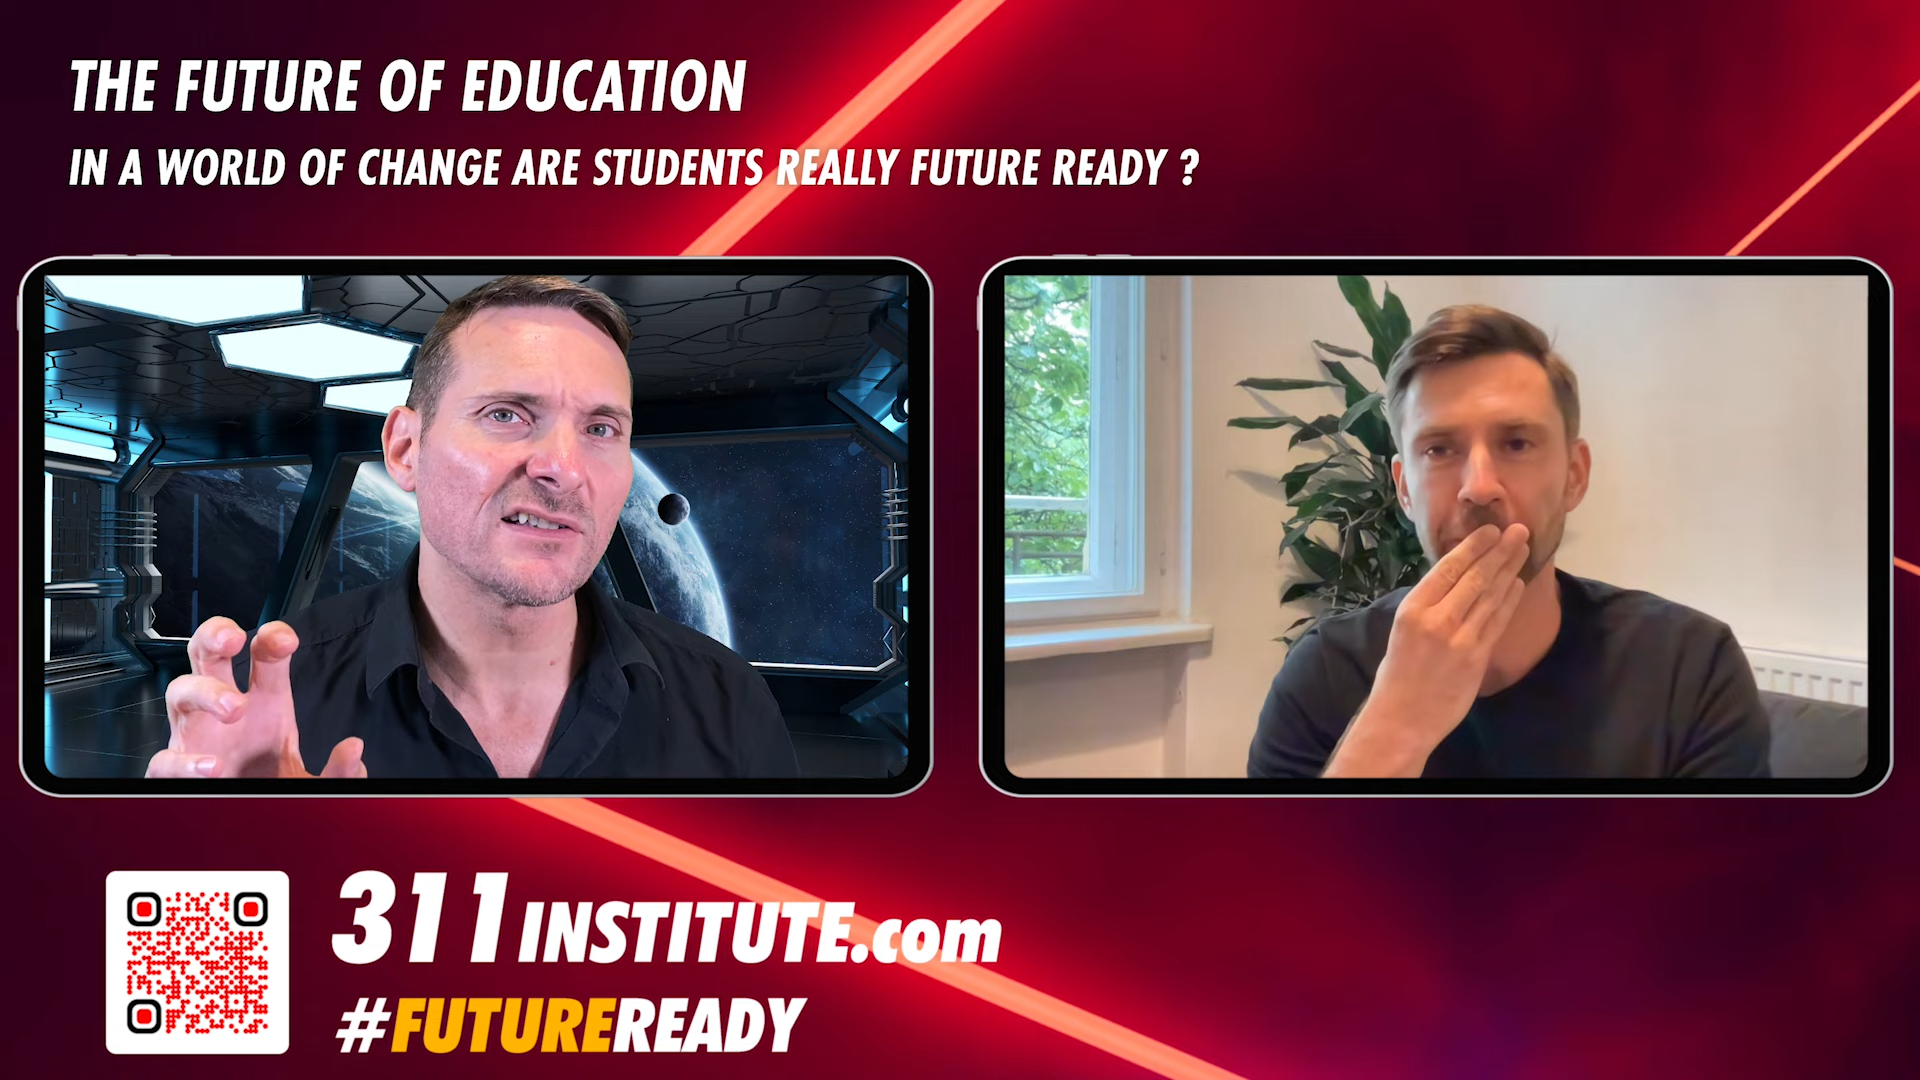 THE FUTURE OF EDUCATION
IN A WORLD OF CHANGE ARE STUDENTS REALLY FUTURE READY ?
311INSTITUTE.com
#FUTUREREADY